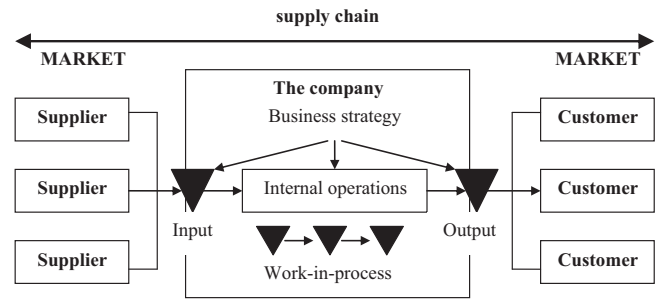 supply chain
MARKET
MARKET
The company
Business strategy
Supplier
Customer
Supplier
Internal operations
Customer
Input
Output
Supplier
Work-in-process
Customer